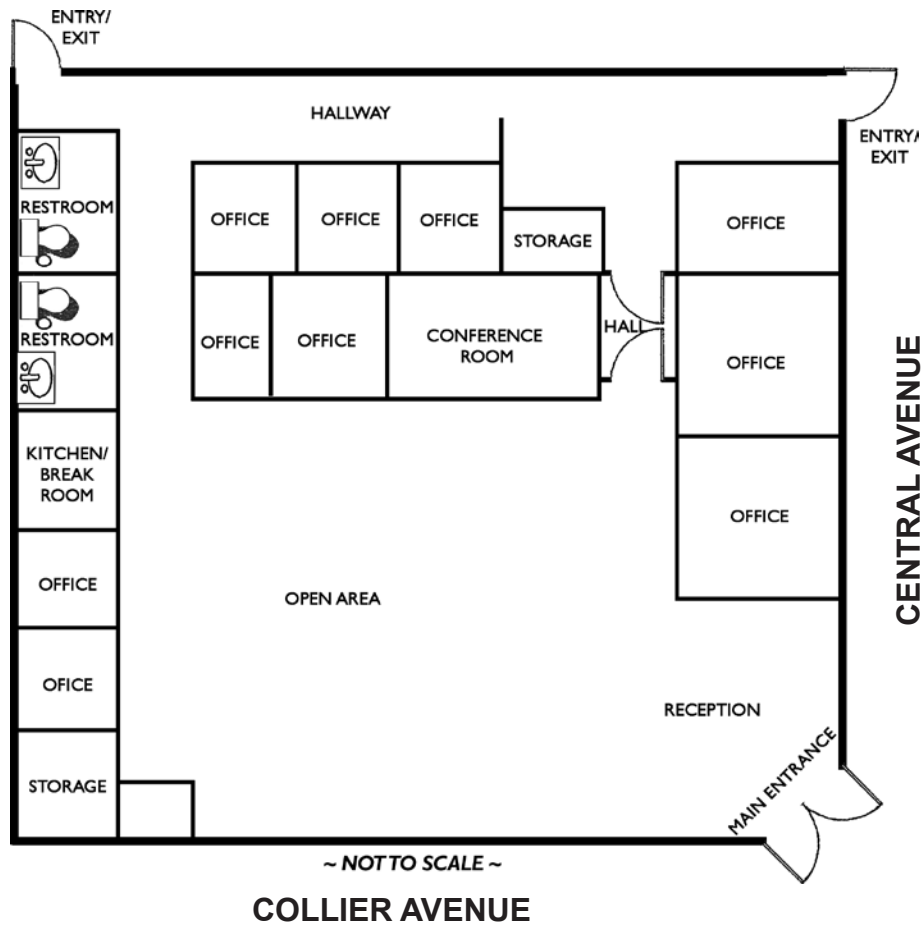 ENTRY/
EXIT
HALLWAY
ENTRY/
EXIT
RESTROOM
OFFICE
OFFICE
OFFICE
STORAGE
OFFICE
RESTROOM
OFFICE
OFFICE
CONFERENCE
ROOM
HALL
OFFICE
KITCHEN/
BREAK
ROOM
OFFICE
OFFICE
OPEN AREA
OFICE
RECEPTION
STORAGE
MAIN ENTRANCE
CENTRAL AVENUE
~ NOT TO SCALE ~
COLLIER AVENUE